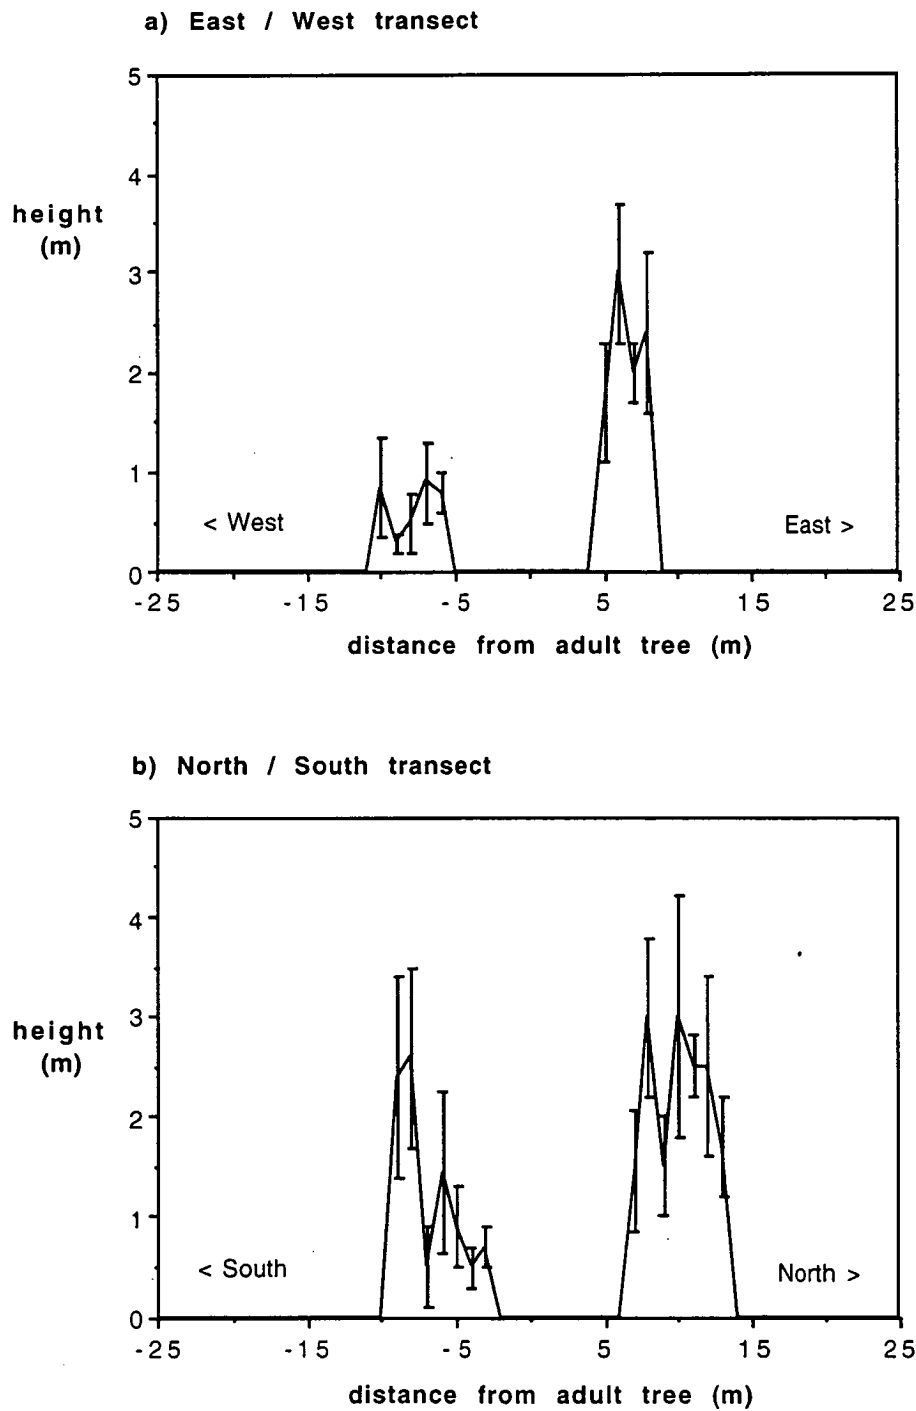 a) East / West transect
5
4
height
(m)
3
2
1
< West
East >
0
-25
-15
-5
5
15
25
distance from adult tree (m)
b) North / South transect
5
4
3
height
(m)
2
1
< South
North >
0
-25
-15
-5
5
15
25
distance from adult tree (m)